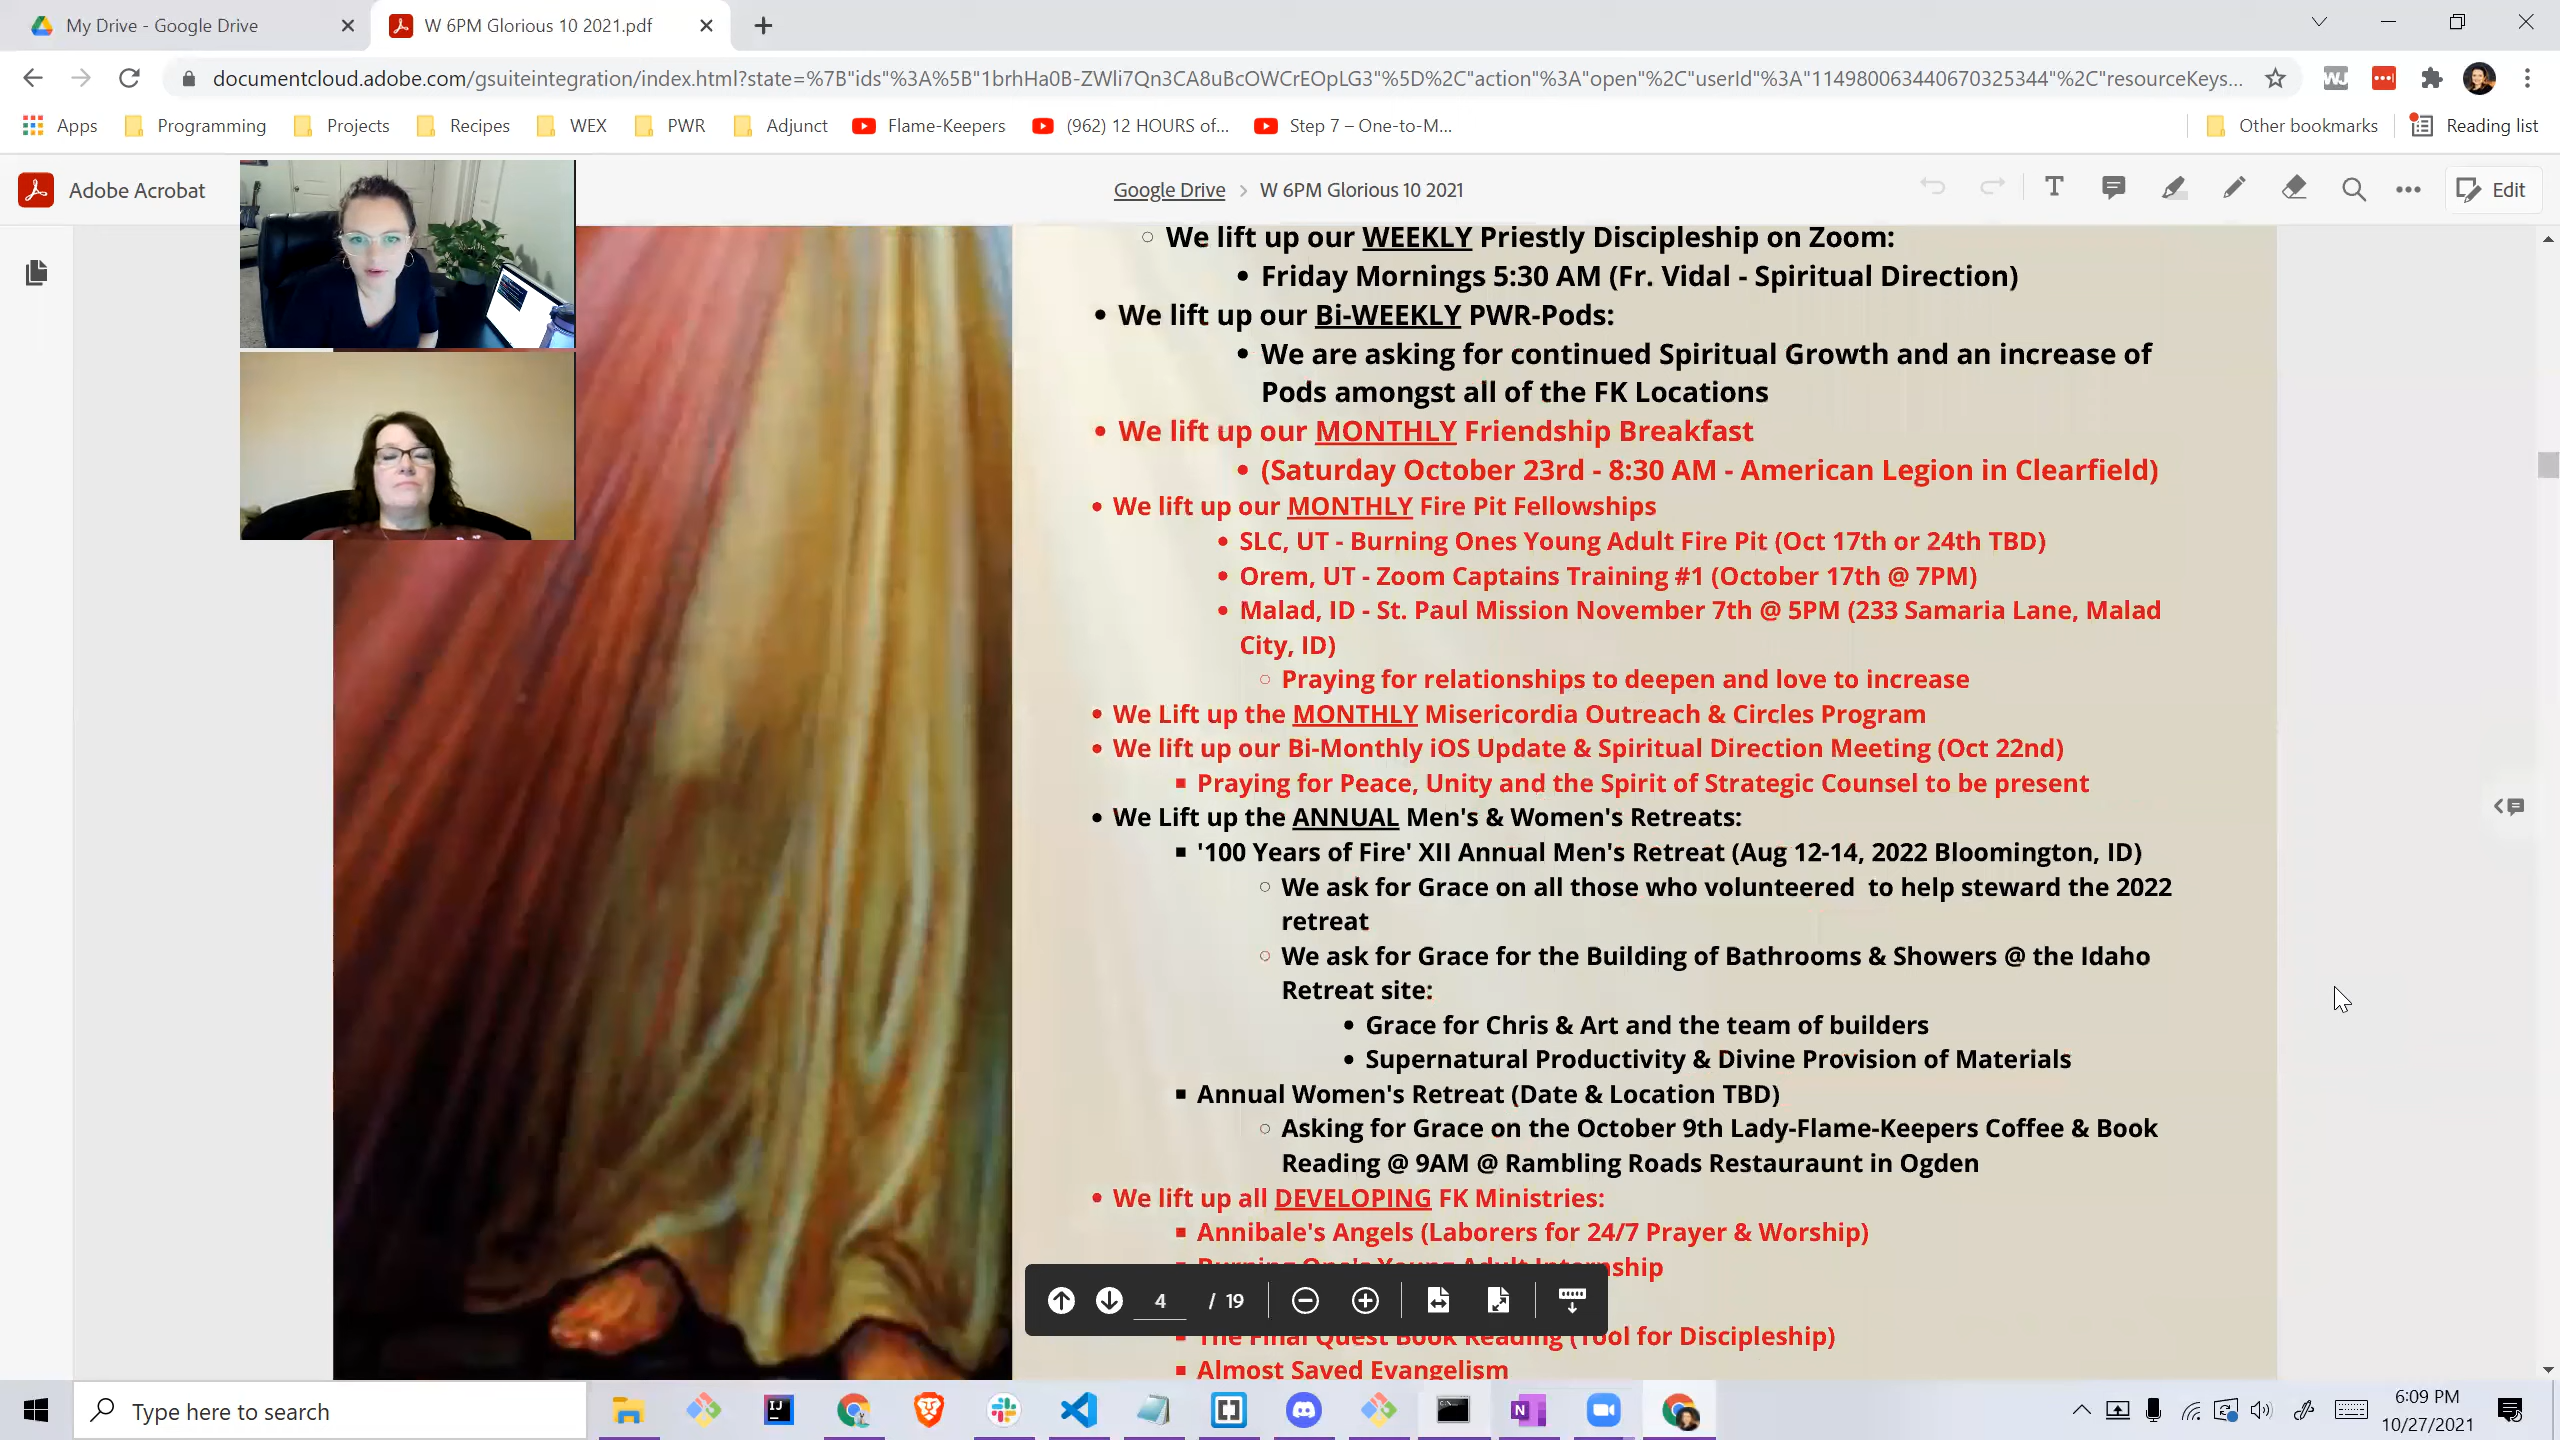 My Drive - Google Drive
W 6PM Glorious 10 2021.pdf
documentcloud.adobe.com/gsuiteintegration/index.html?state=%7B"ids"%3A%5B"1brhHa0B-ZWli7Qn3CA8uBcOWCrEOpLG3"%5D%2C"action"%3A"open"%2C"userId"%3A"114980063440670325344"%2C"resourceKeys...
Apps Programming Projects Recipes WEX PWR Adjunct Flame-Keepers (962) 12 HOURS of... Step 7 – One-to-M... Other bookmarks Reading list
Adobe Acrobat
Google Drive > W 6PM Glorious 10 2021
Edit
We lift up our WEEKLY Priestly Discipleship on Zoom:
Friday Mornings 5:30 AM (Fr. Vidal - Spiritual Direction)
We lift up our Bi-WEEKLY PWR-Pods:
We are asking for continued Spiritual Growth and an increase of
Pods amongst all of the FK Locations
We lift up our MONTHLY Friendship Breakfast
(Saturday October 23rd - 8:30 AM - American Legion in Clearfield)
We lift up our MONTHLY Fire Pit Fellowships
SLC, UT - Burning Ones Young Adult Fire Pit (Oct 17th or 24th TBD)
Orem, UT - Zoom Captains Training #1 (October 17th @ 7PM)
Malad, ID - St. Paul Mission November 7th @ 5PM (233 Samaria Lane, Malad
City, ID)
Praying for relationships to deepen and love to increase
We Lift up the MONTHLY Misericordia Outreach & Circles Program
We lift up our Bi-Monthly iOS Update & Spiritual Direction Meeting (Oct 22nd)
Praying for Peace, Unity and the Spirit of Strategic Counsel to be present
We Lift up the ANNUAL Men's & Women's Retreats:
'100 Years of Fire' XII Annual Men's Retreat (Aug 12-14, 2022 Bloomington, ID)
We ask for Grace on all those who volunteered to help steward the 2022
retreat
We ask for Grace for the Building of Bathrooms & Showers @ the Idaho
Retreat site:
Grace for Chris & Art and the team of builders
Supernatural Productivity & Divine Provision of Materials
Annual Women's Retreat (Date & Location TBD)
Asking for Grace on the October 9th Lady-Flame-Keepers Coffee & Book
Reading @ 9AM @ Rambling Roads Restauraunt in Ogden
We lift up all DEVELOPING FK Ministries:
Annibale's Angels (Laborers for 24/7 Prayer & Worship)
Burning One's Young Adult Internship
4 / 19
The Final Quest Book Reading (Tool for Discipleship)
Almost Saved Evangelism
Type here to search
6:09 PM
10/27/2021